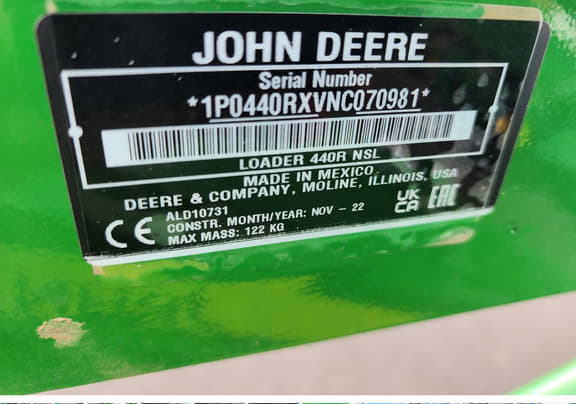 JOHN DEERE
Serial Number
*1P0440RXVNC070981*
LOADER 440R NSL
MADE IN MEXICO
DEERE & COMPANY, MOLINE, ILLINOIS, USA
CE
ALD10731
CONSTR. MONTH/YEAR: NOV - 22
MAX MASS: 122 KG
UK
CA
EAC